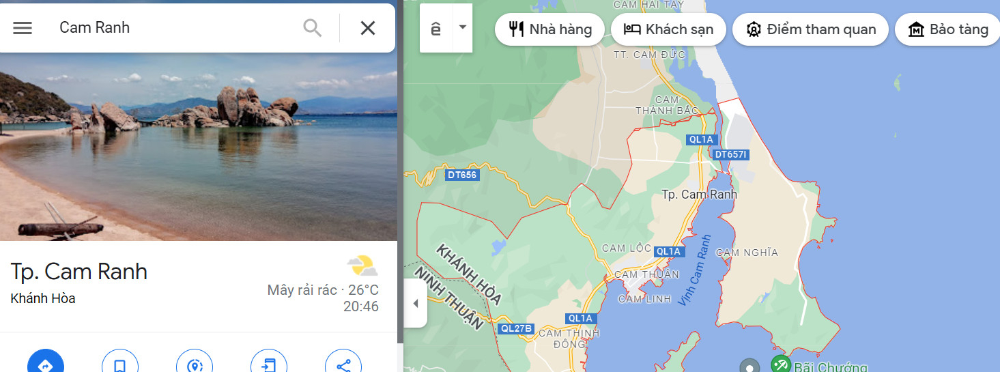 Cam Ranh
Tp. Cam Ranh
Khánh Hòa
Mây rải rác · 26°C
20:46
ê
Nhà hàng
Khách sạn
Điểm tham quan
Bảo tàng
CAM HẢI TÂY
TT. CAM ĐỨC
CAM
THÀNH BẮC
QL1A
DT657I
DT656
Tp. Cam Ranh
CAM LỘC
QL1A
CAM NGHĨA
KHÁNH HÒA
NINH THUẬN
CAM THUẬN
CAM LINH
Vịnh Cam Ranh
QL1A
QL27B
CAM THỊNH
ĐÔNG
Bãi Chướng